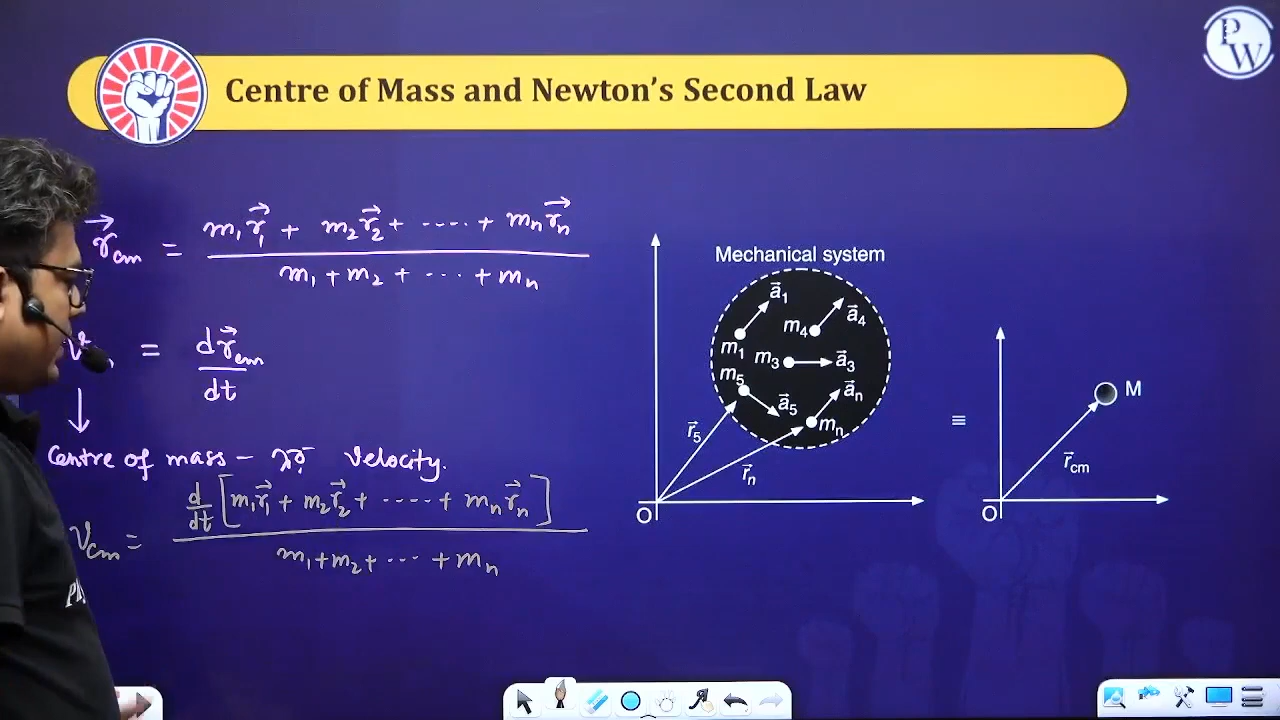 PW
Centre of Mass and Newton's Second Law
r⃗cm = m₁r⃗₁ + m₂r⃗₂ + ..... + mₙr⃗ₙ
m₁ + m₂ + ... + mₙ
= dr⃗cm
dt
Centre of mass - का velocity.
d/dt [m₁r⃗₁ + m₂r⃗₂ + ..... + mₙr⃗ₙ]
Vcm =
m₁ + m₂ + ... + mₙ
Mechanical system
a⃗₁
m₄ a⃗₄
m₁
m₃ a⃗₃
m₅
a⃗₅ a⃗ₙ
mₙ
r⃗₅
r⃗ₙ
O
≡
M
r⃗cm
O